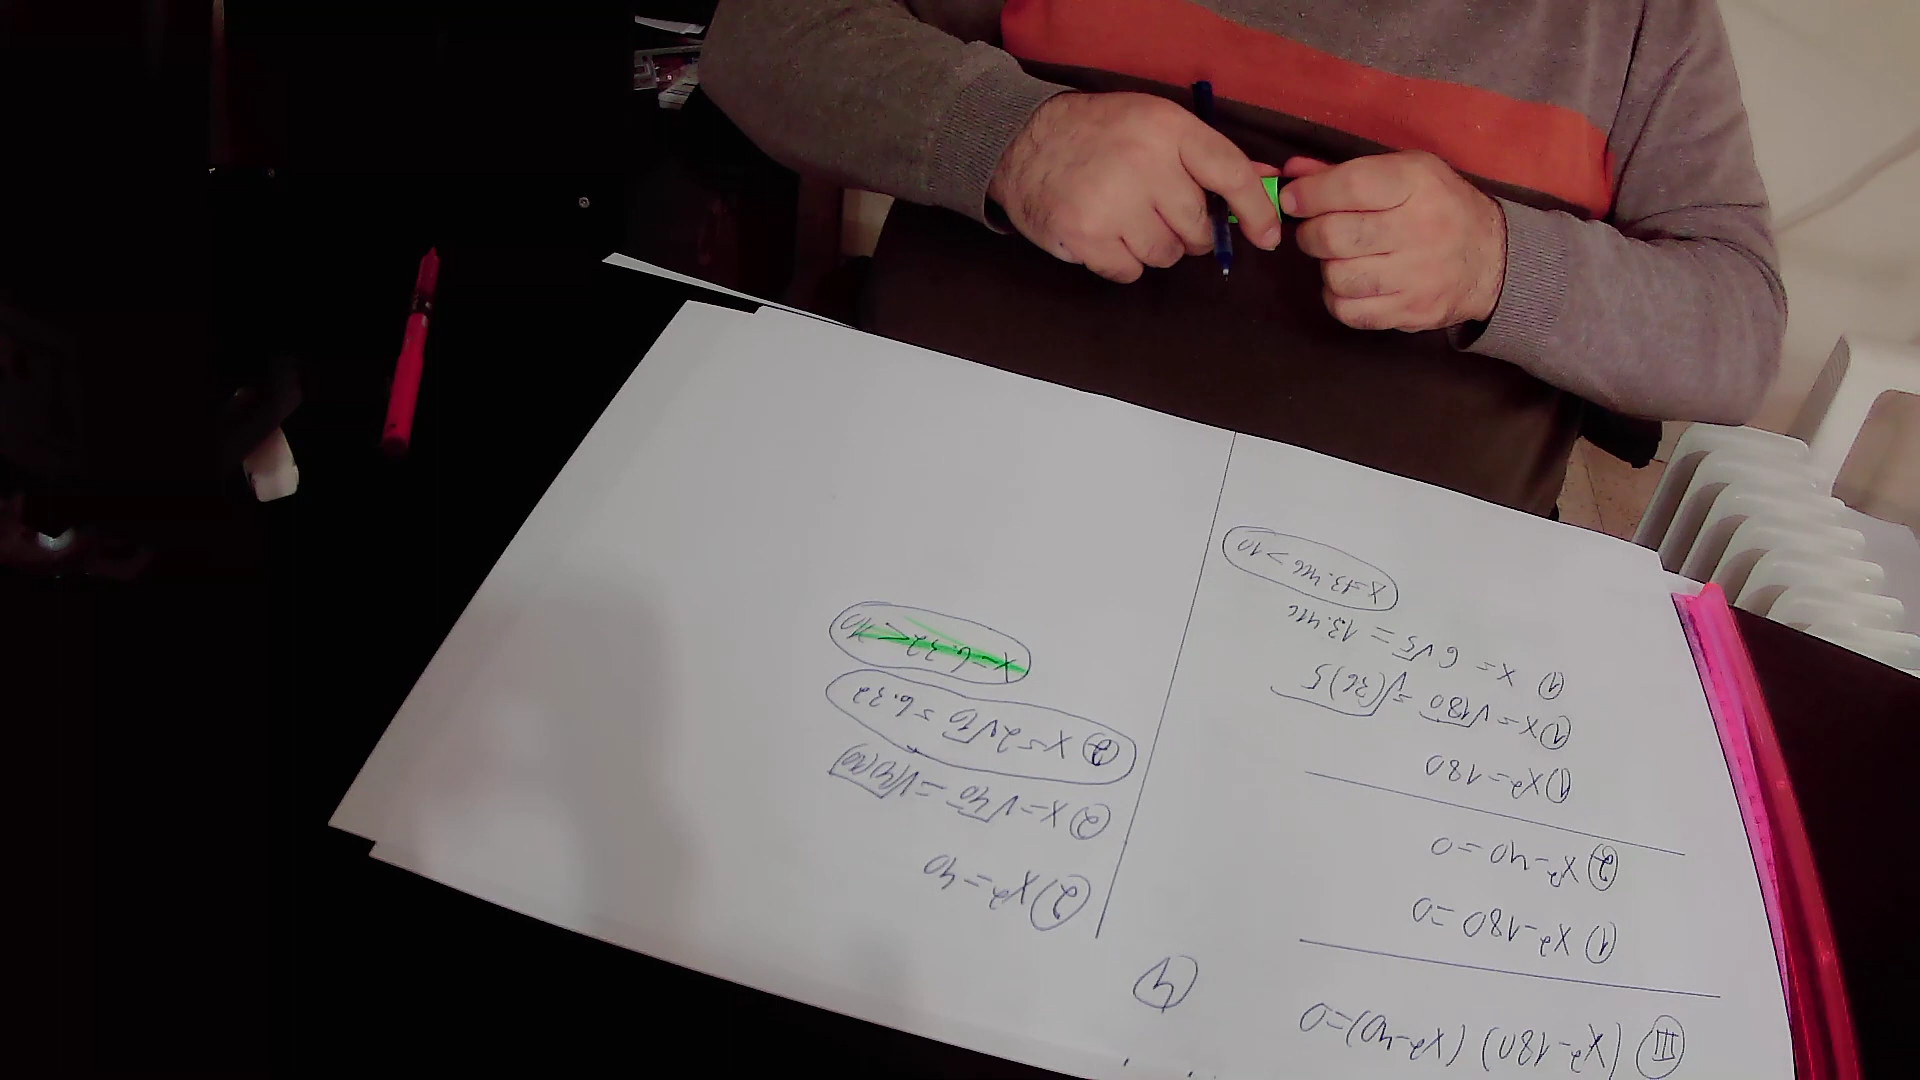 (III) (x²-180) (x²-40)=0
(1) x²-180=0
(2) x²-40=0
(1) x²=180
(1) x=√180=√(36)5
(1) x=6√5=13.416
x=13.416>10
(4)
(2) x²=40
(2) x=√40=√(4)(10)
(2) x=2√10=6.32
x=6.32<10